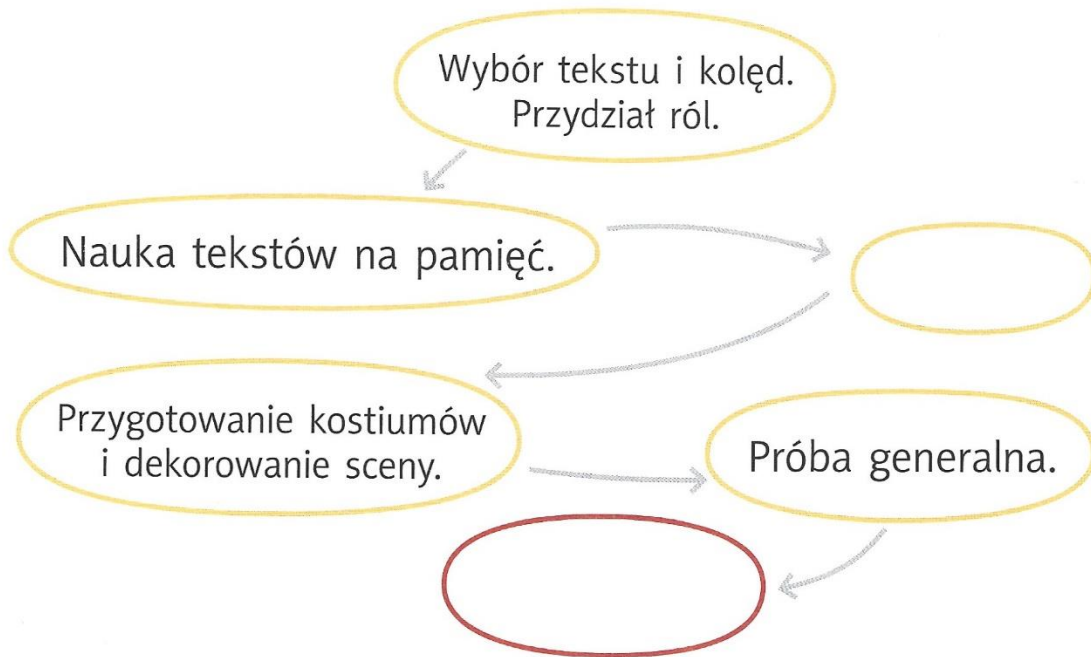 Wybór tekstu i kolęd.
Przydział ról.
Nauka tekstów na pamięć.
Przygotowanie kostiumów
i dekorowanie sceny.
Próba generalna.